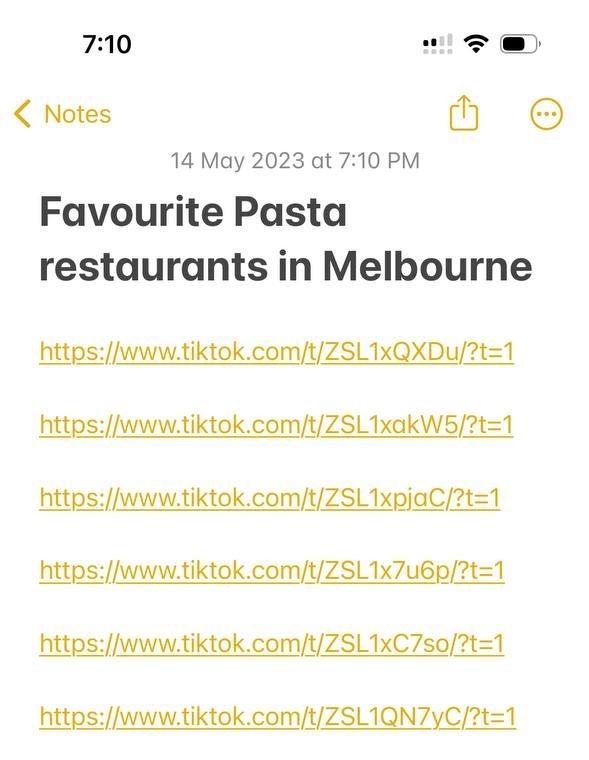 7:10
Notes
14 May 2023 at 7:10 PM
Favourite Pasta
restaurants in Melbourne
https://www.tiktok.com/t/ZSL1xQXDu/?t=1
https://www.tiktok.com/t/ZSL1xakW5/?t=1
https://www.tiktok.com/t/ZSL1xpjaC/?t=1
https://www.tiktok.com/t/ZSL1x7u6p/?t=1
https://www.tiktok.com/t/ZSL1xC7so/?t=1
https://www.tiktok.com/t/ZSL1QN7yC/?t=1